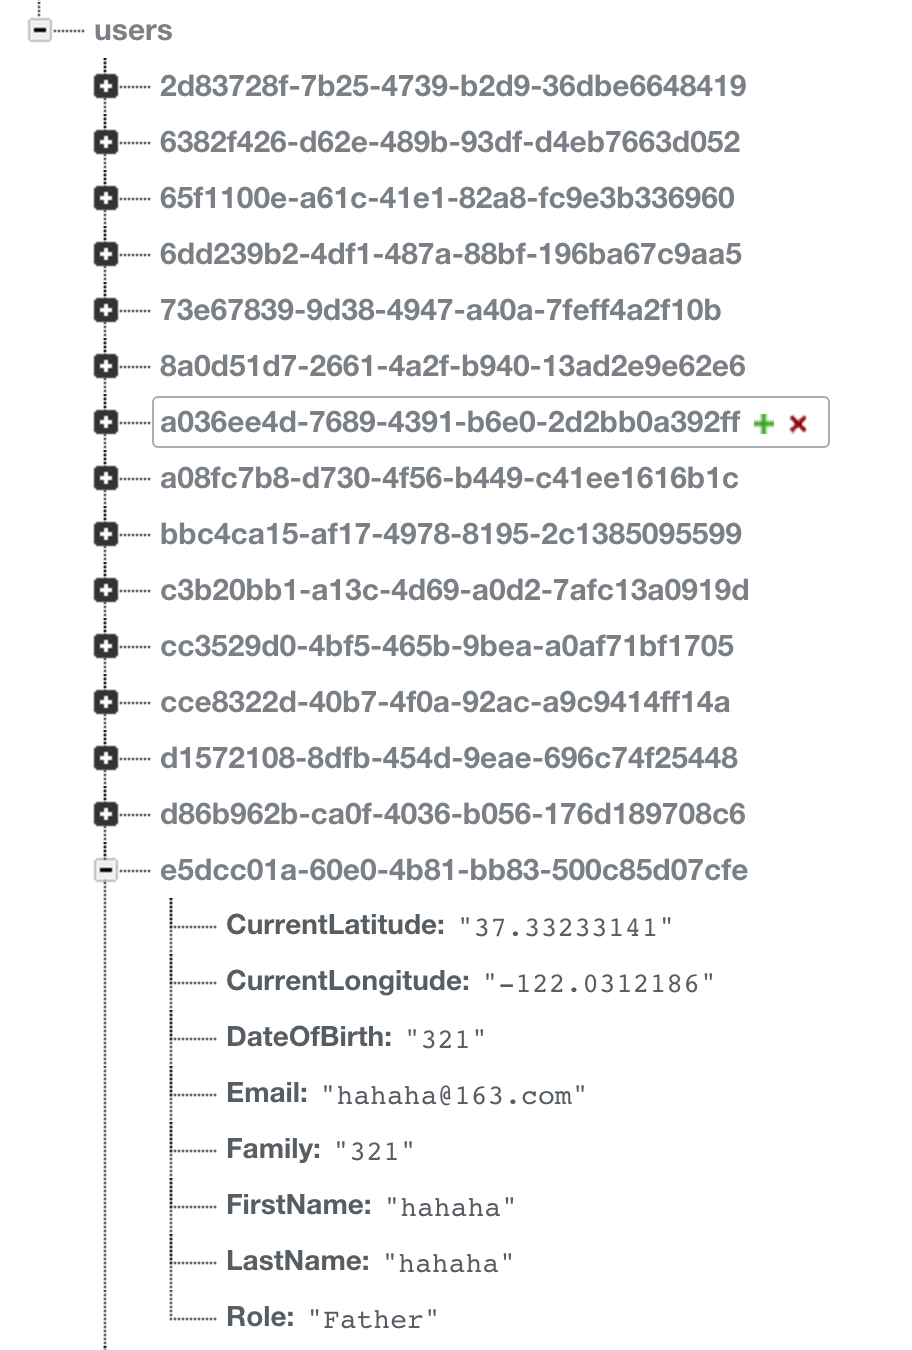 users
2d83728f-7b25-4739-b2d9-36dbe6648419
6382f426-d62e-489b-93df-d4eb7663d052
65f1100e-a61c-41e1-82a8-fc9e3b336960
6dd239b2-4df1-487a-88bf-196ba67c9aa5
73e67839-9d38-4947-a40a-7feff4a2f10b
8a0d51d7-2661-4a2f-b940-13ad2e9e62e6
a036ee4d-7689-4391-b6e0-2d2bb0a392ff
a08fc7b8-d730-4f56-b449-c41ee1616b1c
bbc4ca15-af17-4978-8195-2c1385095599
c3b20bb1-a13c-4d69-a0d2-7afc13a0919d
cc3529d0-4bf5-465b-9bea-a0af71bf1705
cce8322d-40b7-4f0a-92ac-a9c9414ff14a
d1572108-8dfb-454d-9eae-696c74f25448
d86b962b-ca0f-4036-b056-176d189708c6
e5dcc01a-60e0-4b81-bb83-500c85d07cfe
CurrentLatitude: "37.33233141"
CurrentLongitude: "-122.0312186"
DateOfBirth: "321"
Email: "hahaha@163.com"
Family: "321"
FirstName: "hahaha"
LastName: "hahaha"
Role: "Father"